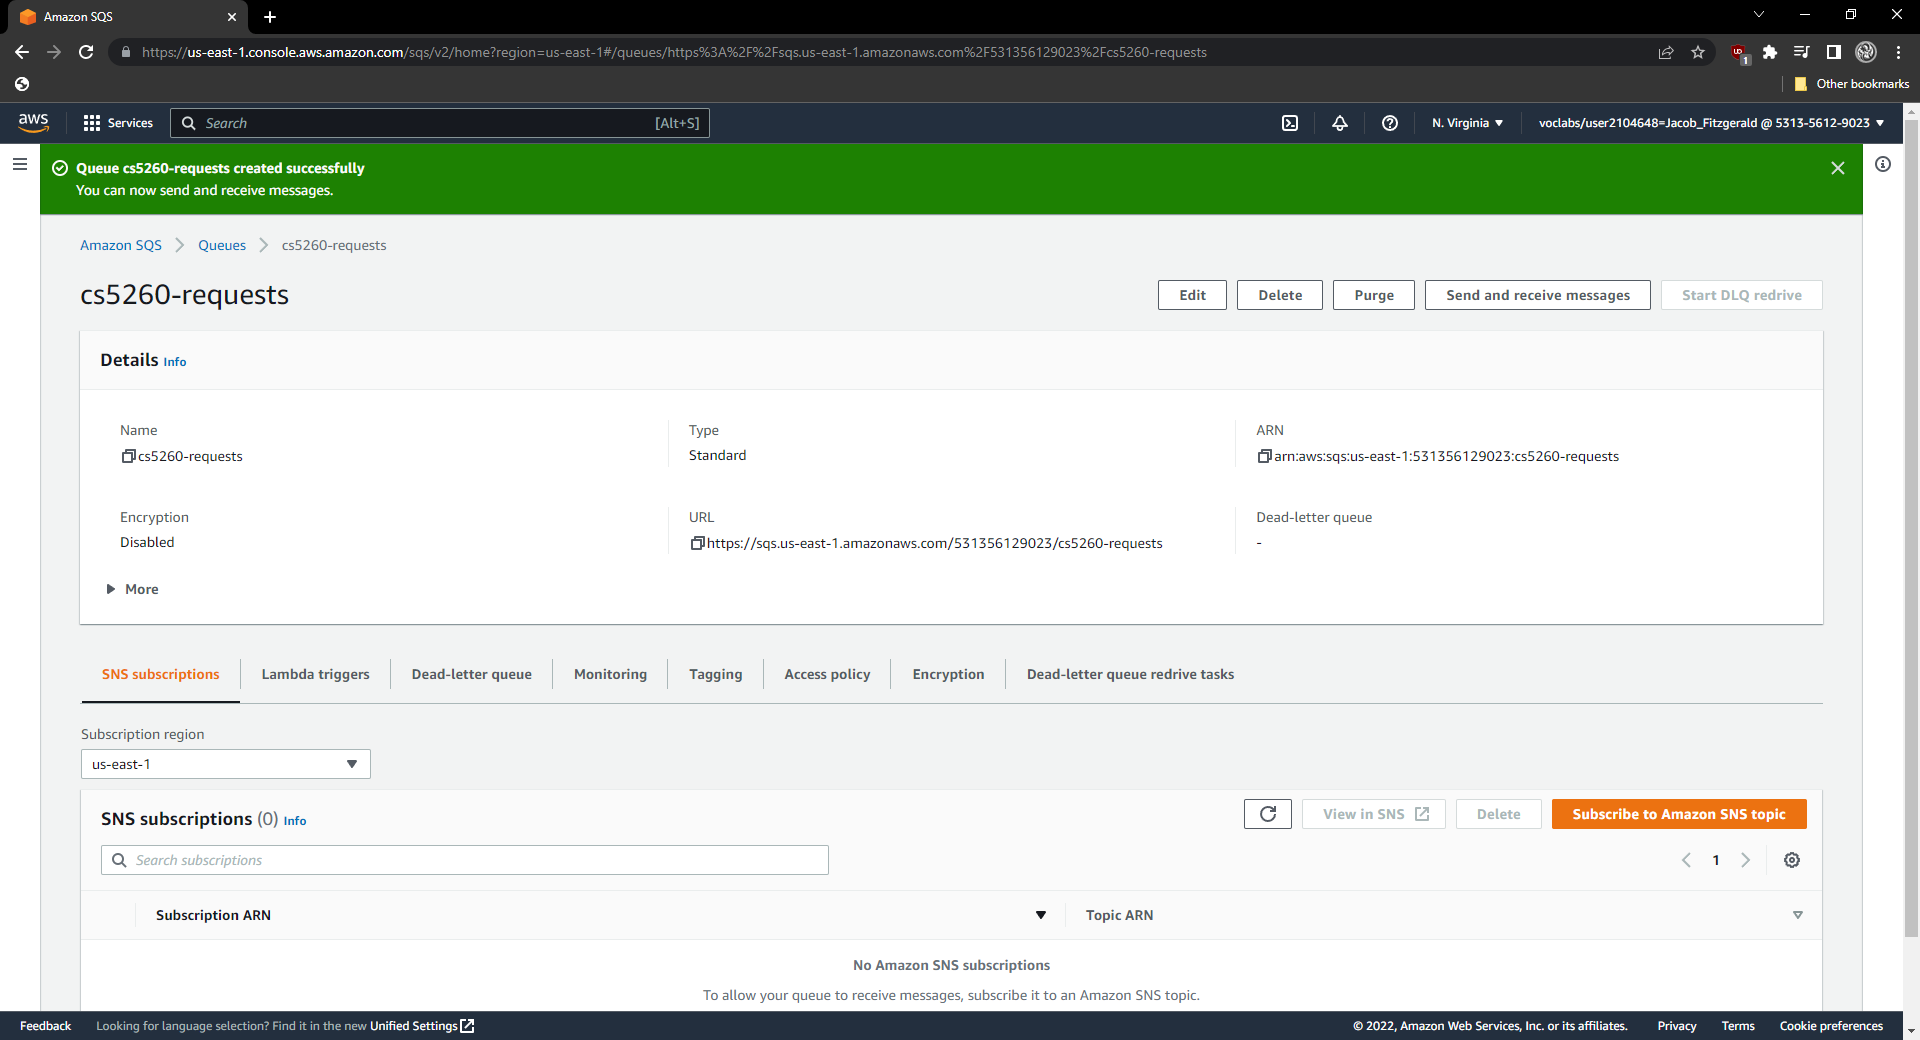 Amazon SQS
https://us-east-1.console.aws.amazon.com/sqs/v2/home?region=us-east-1#/queues/https%3A%2F%2Fsqs.us-east-1.amazonaws.com%2F531356129023%2Fcs5260-requests
1
Other bookmarks
aws
Services
Search [Alt+S]
N. Virginia
voclabs/user2104648=Jacob_Fitzgerald @ 5313-5612-9023
Queue cs5260-requests created successfully
You can now send and receive messages.
Amazon SQS
Queues
cs5260-requests
cs5260-requests
Edit
Delete
Purge
Send and receive messages
Start DLQ redrive
Details Info
Name
cs5260-requests
Type
Standard
ARN
arn:aws:sqs:us-east-1:531356129023:cs5260-requests
Encryption
Disabled
URL
https://sqs.us-east-1.amazonaws.com/531356129023/cs5260-requests
Dead-letter queue
-
More
SNS subscriptions
Lambda triggers
Dead-letter queue
Monitoring
Tagging
Access policy
Encryption
Dead-letter queue redrive tasks
Subscription region
us-east-1
SNS subscriptions (0) Info
View in SNS
Delete
Subscribe to Amazon SNS topic
Search subscriptions
1
Subscription ARN
Topic ARN
No Amazon SNS subscriptions
To allow your queue to receive messages, subscribe it to an Amazon SNS topic.
Feedback
Looking for language selection? Find it in the new Unified Settings
© 2022, Amazon Web Services, Inc. or its affiliates.
Privacy
Terms
Cookie preferences